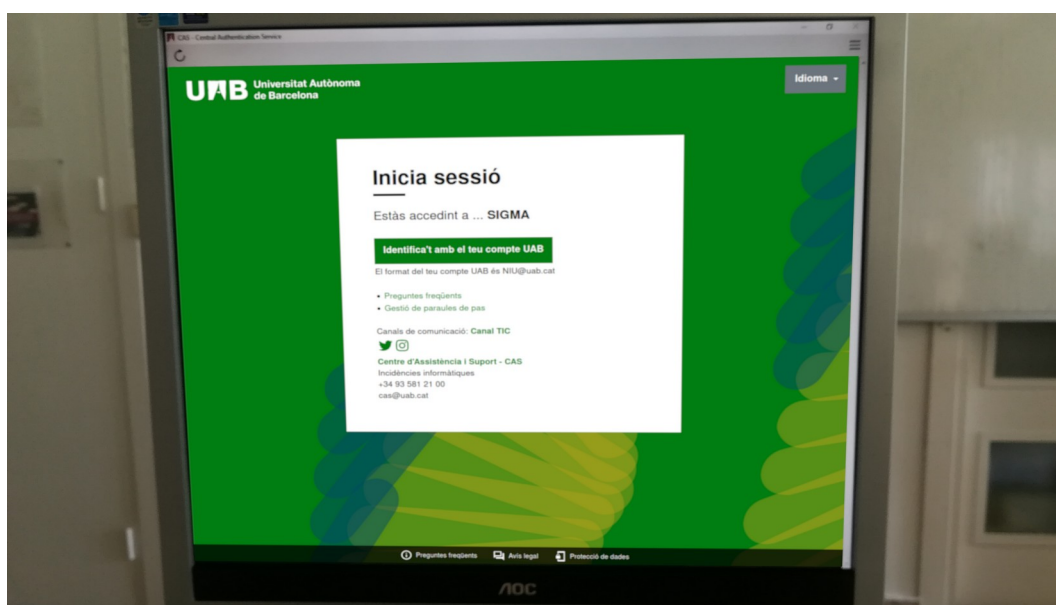 CAS - Central Authentication Service
UAB Universitat Autònoma
de Barcelona
Idioma
Inicia sessió
Estàs accedint a ... SIGMA
Identifica't amb el teu compte UAB
El format del teu compte UAB és NIU@uab.cat
• Preguntes freqüents
• Gestió de paraules de pas
Canals de comunicació: Canal TIC
Centre d'Assistència i Suport - CAS
Incidències informàtiques
+34 93 581 21 00
cas@uab.cat
Preguntes freqüents Avís legal Protecció de dades
AOC